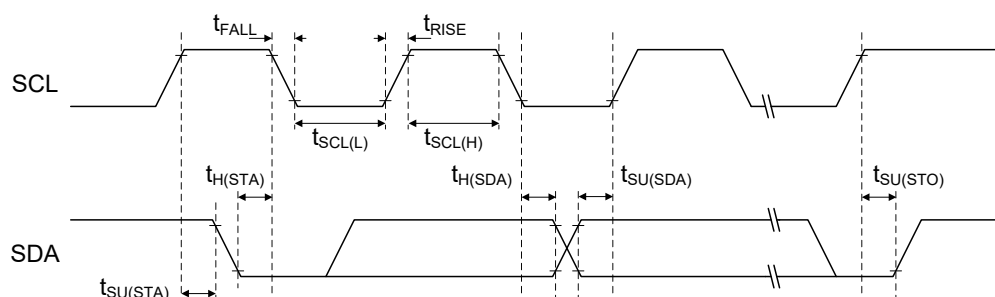 tFALL tRISE
SCL
tSCL(L) tSCL(H)
tH(STA) tH(SDA) tSU(SDA) tSU(STO)
SDA
tSU(STA)